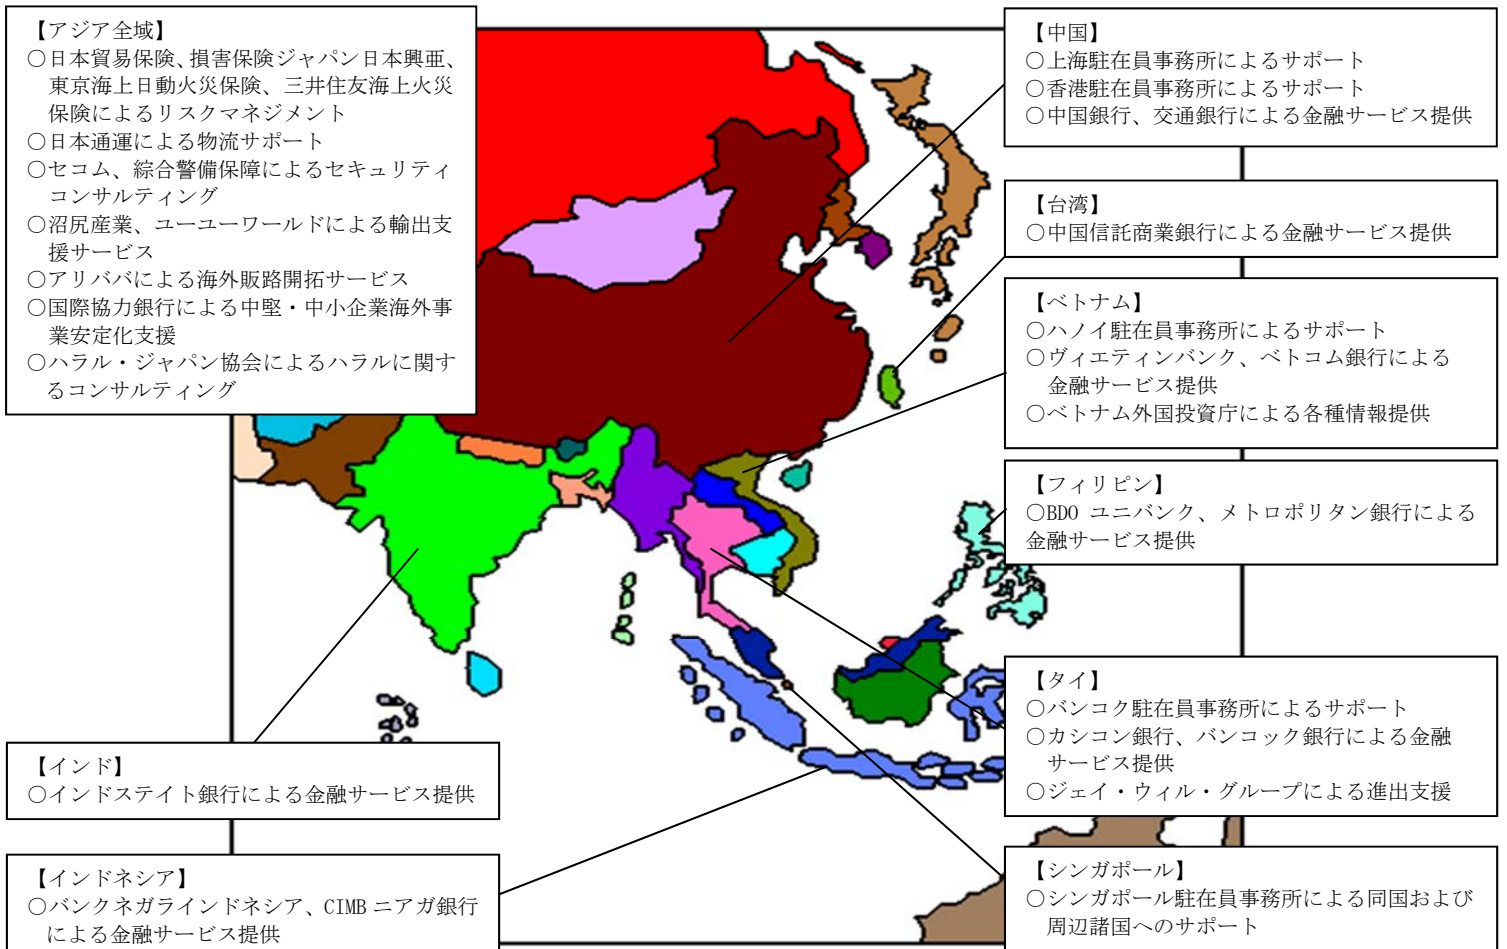 【アジア全域】
○日本貿易保険、損害保険ジャパン日本興亜、
東京海上日動火災保険、三井住友海上火災
保険によるリスクマネジメント
○日本通運による物流サポート
○セコム、綜合警備保障によるセキュリティ
コンサルティング
○沼尻産業、ユーユーワールドによる輸出支
援サービス
○アリババによる海外販路開拓サービス
○国際協力銀行による中堅・中小企業海外事
業安定化支援
○ハラル・ジャパン協会によるハラルに関す
るコンサルティング
【中国】
○上海駐在員事務所によるサポート
○香港駐在員事務所によるサポート
○中国銀行、交通銀行による金融サービス提供
【台湾】
○中国信託商業銀行による金融サービス提供
【ベトナム】
○ハノイ駐在員事務所によるサポート
○ヴィエティンバンク、ベトコム銀行による
金融サービス提供
○ベトナム外国投資庁による各種情報提供
【フィリピン】
○BDO ユニバンク、メトロポリタン銀行による
金融サービス提供
【タイ】
○バンコク駐在員事務所によるサポート
○カシコン銀行、バンコック銀行による金融
サービス提供
○ジェイ・ウィル・グループによる進出支援
【シンガポール】
○シンガポール駐在員事務所による同国および
周辺諸国へのサポート
【インド】
○インドステイト銀行による金融サービス提供
【インドネシア】
○バンクネガラインドネシア、CIMB ニアガ銀行
による金融サービス提供